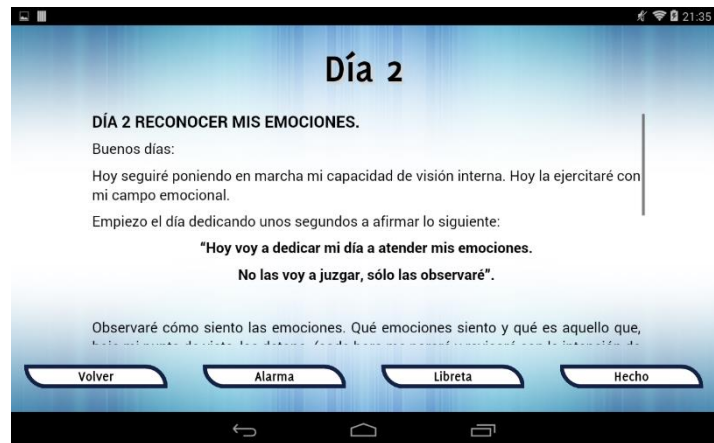 21:35
Día 2
DÍA 2 RECONOCER MIS EMOCIONES.
Buenos días:
Hoy seguiré poniendo en marcha mi capacidad de visión interna. Hoy la ejercitaré con
mi campo emocional.
Empiezo el día dedicando unos segundos a afirmar lo siguiente:
“Hoy voy a dedicar mi día a atender mis emociones.
No las voy a juzgar, sólo las observaré”.
Observaré cómo siento las emociones. Qué emociones siento y qué es aquello que,
Volver Alarma Libreta Hecho